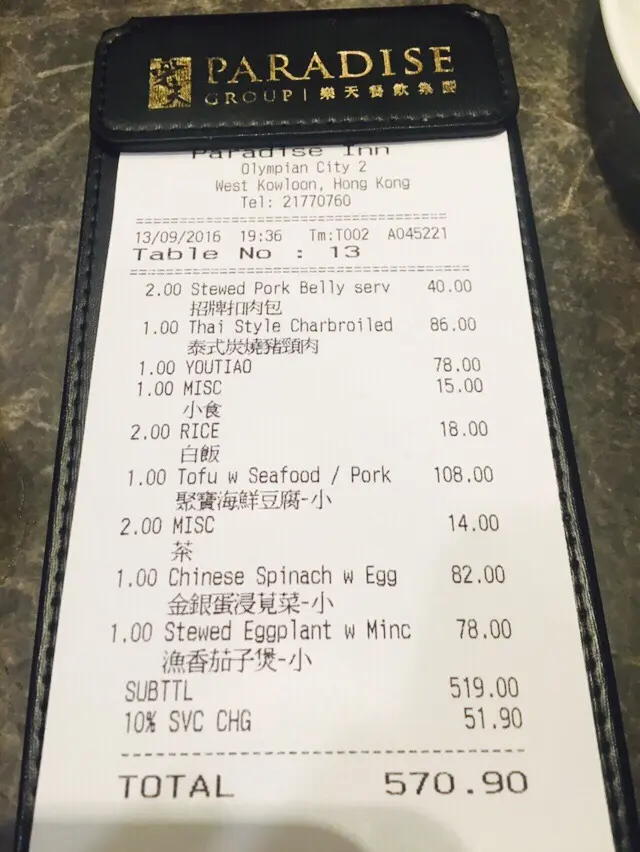 PARADISE
GROUP | 樂天餐飲集團
Paradise Inn
Olympian City 2
West Kowloon, Hong Kong
Tel: 21770760
13/09/2016 19:36 Tm:T002 A045221
Table No : 13
2.00 Stewed Pork Belly serv 40.00
招牌扣肉包
1.00 Thai Style Charbroiled 86.00
泰式炭燒豬頸肉
1.00 YOUTIAO 78.00
1.00 MISC 15.00
小食
2.00 RICE 18.00
白飯
1.00 Tofu w Seafood / Pork 108.00
聚寶海鮮豆腐-小
2.00 MISC 14.00
茶
1.00 Chinese Spinach w Egg 82.00
金銀蛋浸莧菜-小
1.00 Stewed Eggplant w Minc 78.00
漁香茄子煲-小
SUBTTL 519.00
10% SVC CHG 51.90
TOTAL 570.90